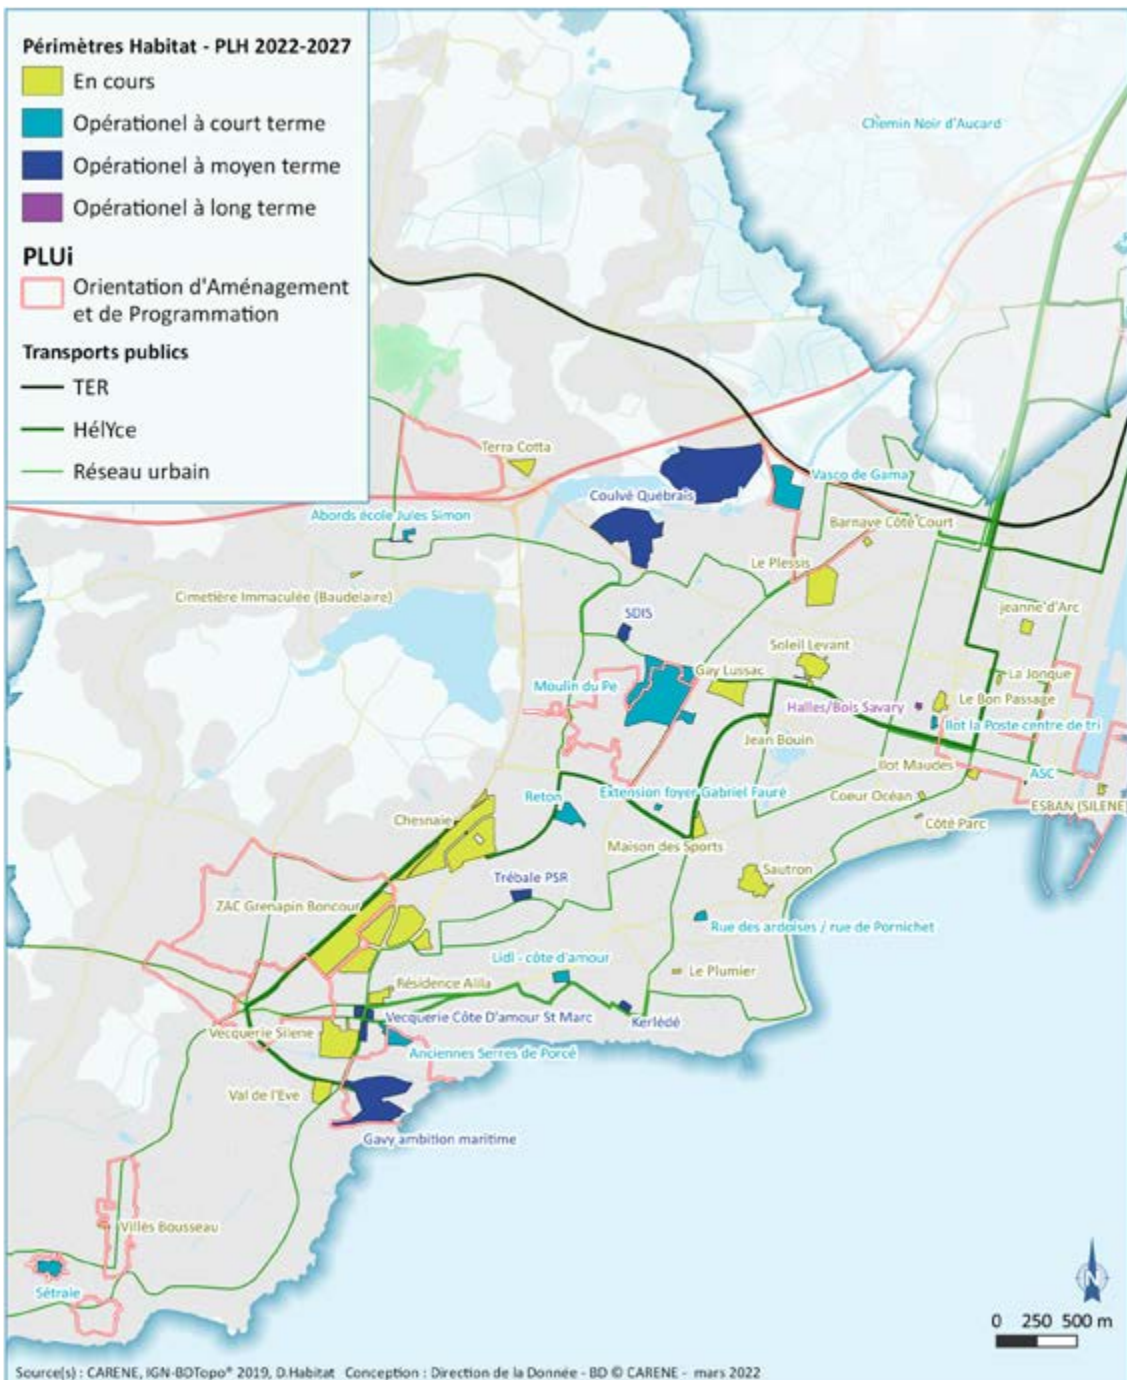 Périmètres Habitat - PLH 2022-2027
En cours
Opérationel à court terme
Opérationel à moyen terme
Opérationel à long terme
PLUi
Orientation d'Aménagement
et de Programmation
Transports publics
TER
HélYce
Réseau urbain
Chemin Noir d'Aucard
Terra Cotta
Vasco de Gama
Coulvé Québrais
Abords école Jules Simon
Barnave Côté Court
Le Plessis
Cimetière Immaculée (Baudelaire)
SDIS
jeanne d'Arc
Soleil Levant
Gay Lussac
La Jonque
Moulin du Pe
Le Bon Passage
Halles/Bois Savary
Ilot la Poste centre de tri
Jean Bouin
Ilot Maudes
ASC
Reton
Extension foyer Gabriel Fauré
Coeur Océan
ESBAN (SILENE)
Chesnaie
Côté Parc
Maison des Sports
Sautron
Trébale PSR
ZAC Grenapin Boncour
Rue des ardoises / rue de Pornichet
Lidl - côte d'amour
Le Plumier
Résidence Alila
Vecquerie Côte D'amour St Marc
Kerlédé
Vecquerie Silene
Anciennes Serres de Porcé
Val de l'Eve
Gavy ambition maritime
Villès Bousseau
Sétraie
N
0 250 500 m
Source(s) : CARENE, IGN-BDTopo® 2019, D.Habitat Conception : Direction de la Donnée - BD © CARENE - mars 2022